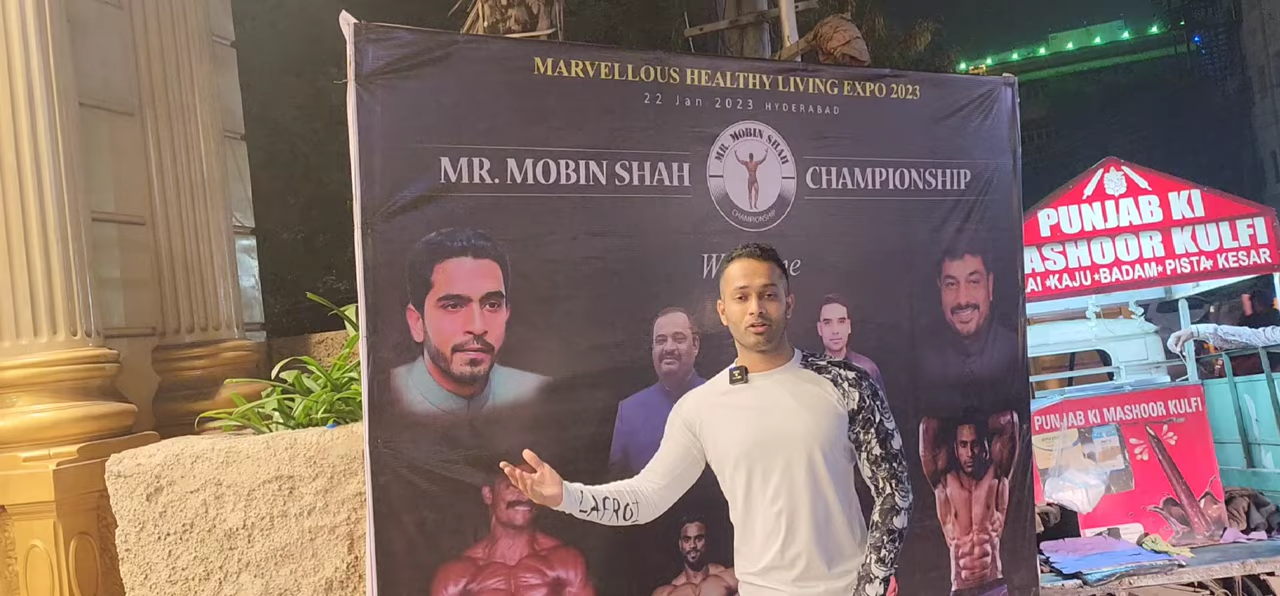 MARVELLOUS HEALTHY LIVING EXPO 2023
22 Jan 2023 HYDERABAD
MR. MOBIN SHAH
MR. MOBIN SHAH
CHAMPIONSHIP
CHAMPIONSHIP
PUNJAB KI
MASHOOR KULFI
KAJU★BADAM★PISTA★KESAR
PUNJAB KI MASHOOR KULFI